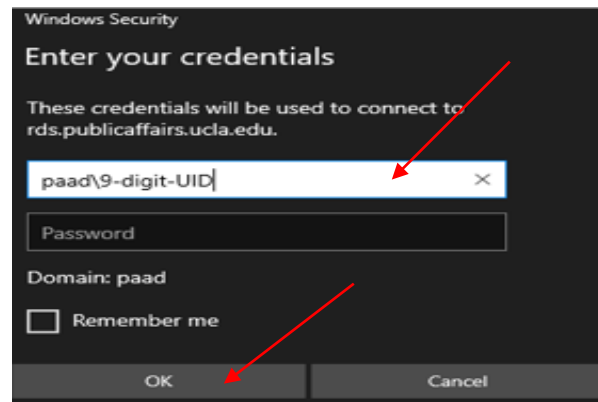 Windows Security
Enter your credentials
These credentials will be used to connect to
rds.publicaffairs.ucla.edu.
paad\9-digit-UID
Password
Domain: paad
Remember me
OK Cancel